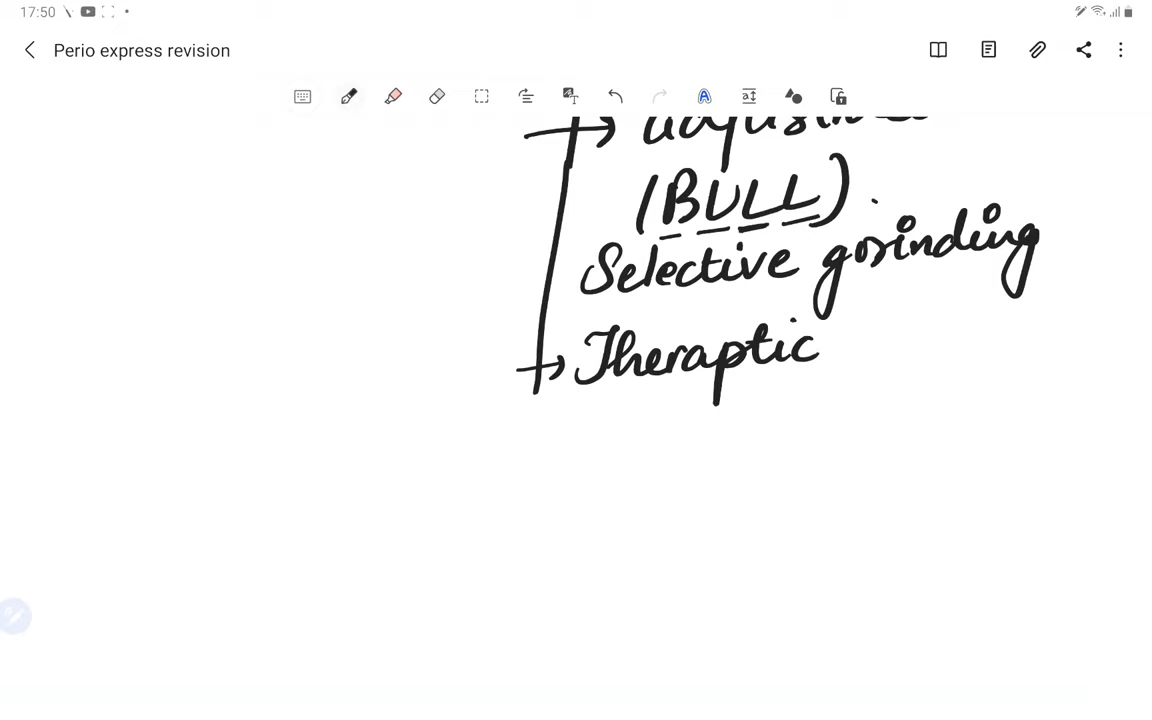 17:50
Perio express revision
(BULL)
Selective grinding
Theraptic